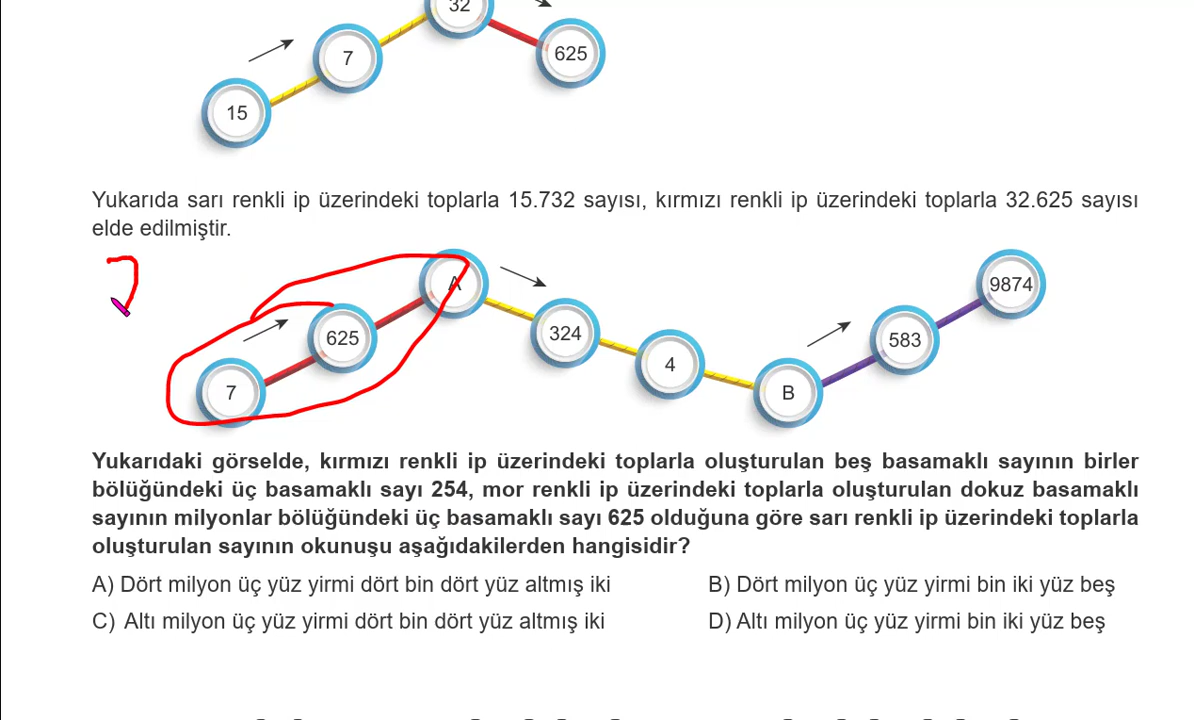 32
7
625
15
Yukarıda sarı renkli ip üzerindeki toplarla 15.732 sayısı, kırmızı renkli ip üzerindeki toplarla 32.625 sayısı
elde edilmiştir.
A
9874
625
324
583
7
4
B
Yukarıdaki görselde, kırmızı renkli ip üzerindeki toplarla oluşturulan beş basamaklı sayının birler
bölüğündeki üç basamaklı sayı 254, mor renkli ip üzerindeki toplarla oluşturulan dokuz basamaklı
sayının milyonlar bölüğündeki üç basamaklı sayı 625 olduğuna göre sarı renkli ip üzerindeki toplarla
oluşturulan sayının okunuşu aşağıdakilerden hangisidir?
A) Dört milyon üç yüz yirmi dört bin dört yüz altmış iki
B) Dört milyon üç yüz yirmi bin iki yüz beş
C) Altı milyon üç yüz yirmi dört bin dört yüz altmış iki
D) Altı milyon üç yüz yirmi bin iki yüz beş